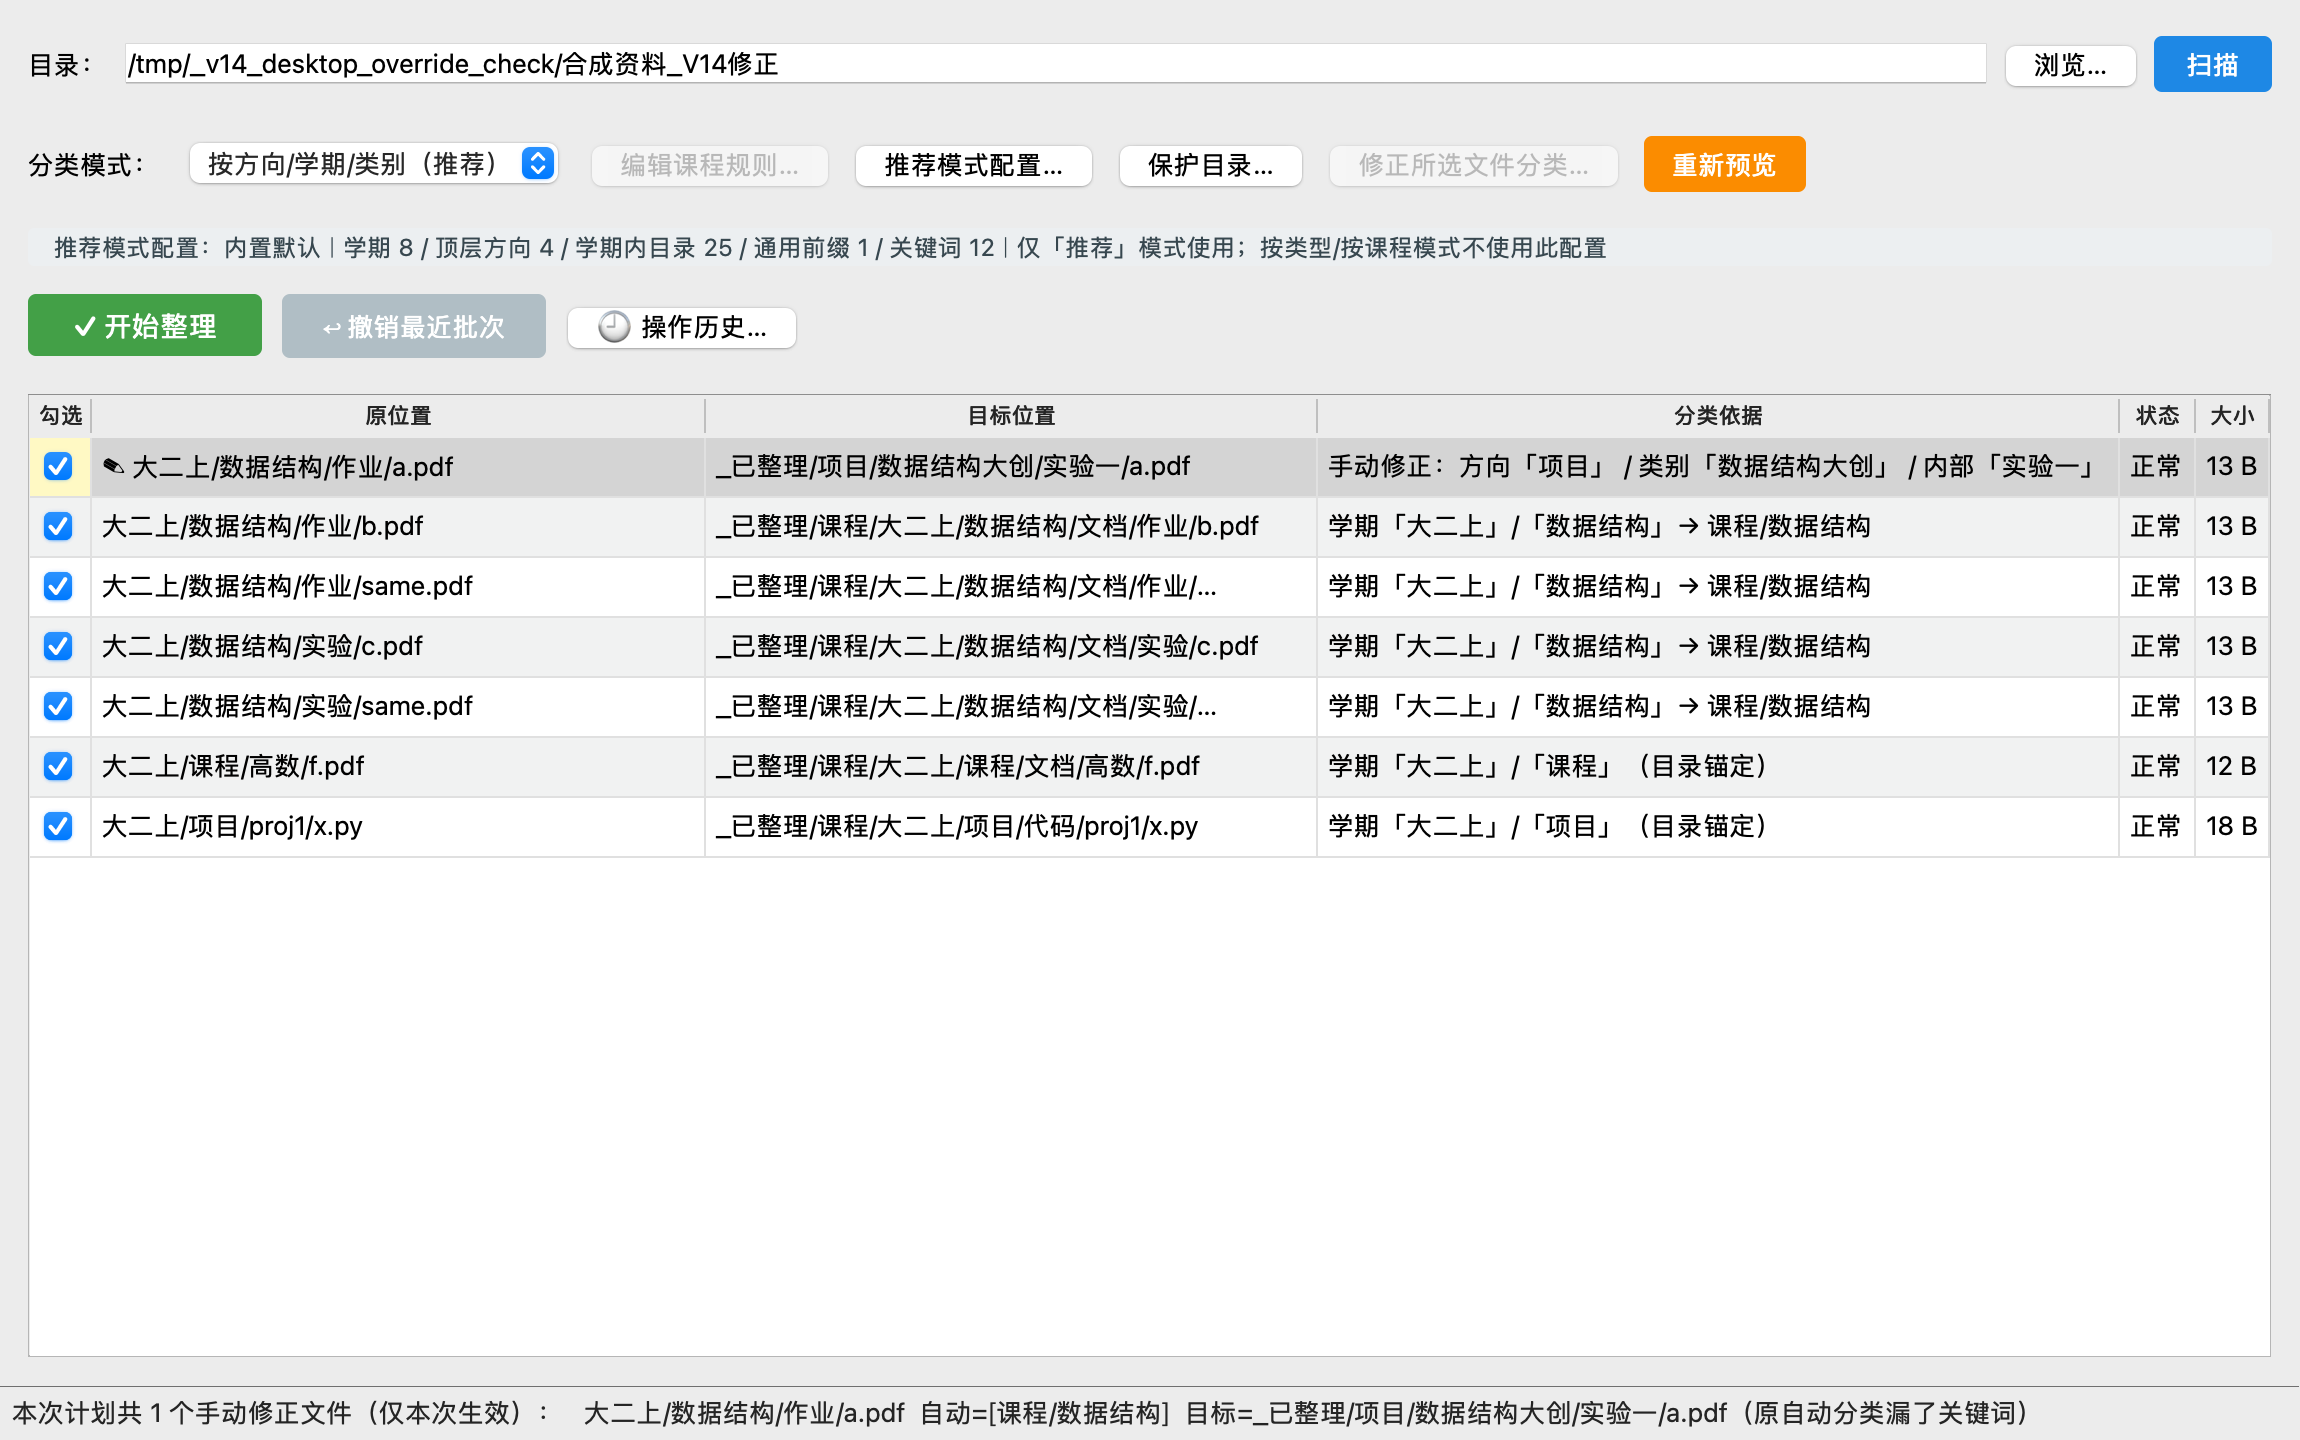 目录： /tmp/_v14_desktop_override_check/合成资料_V14修正 浏览... 扫描
分类模式： 按方向/学期/类别（推荐） 编辑课程规则... 推荐模式配置... 保护目录... 修正所选文件分类... 重新预览
推荐模式配置：内置默认 | 学期 8 / 顶层方向 4 / 学期内目录 25 / 通用前缀 1 / 关键词 12 | 仅「推荐」模式使用；按类型/按课程模式不使用此配置
✓ 开始整理 ↩ 撤销最近批次 🕘 操作历史...
勾选 原位置 目标位置 分类依据 状态 大小
✎ 大二上/数据结构/作业/a.pdf _已整理/项目/数据结构大创/实验一/a.pdf 手动修正：方向「项目」 / 类别「数据结构大创」 / 内部「实验一」 正常 13 B
大二上/数据结构/作业/b.pdf _已整理/课程/大二上/数据结构/文档/作业/b.pdf 学期「大二上」/「数据结构」→ 课程/数据结构 正常 13 B
大二上/数据结构/作业/same.pdf _已整理/课程/大二上/数据结构/文档/作业/... 学期「大二上」/「数据结构」→ 课程/数据结构 正常 13 B
大二上/数据结构/实验/c.pdf _已整理/课程/大二上/数据结构/文档/实验/c.pdf 学期「大二上」/「数据结构」→ 课程/数据结构 正常 13 B
大二上/数据结构/实验/same.pdf _已整理/课程/大二上/数据结构/文档/实验/... 学期「大二上」/「数据结构」→ 课程/数据结构 正常 13 B
大二上/课程/高数/f.pdf _已整理/课程/大二上/课程/文档/高数/f.pdf 学期「大二上」/「课程」（目录锚定） 正常 12 B
大二上/项目/proj1/x.py _已整理/课程/大二上/项目/代码/proj1/x.py 学期「大二上」/「项目」（目录锚定） 正常 18 B
本次计划共 1 个手动修正文件（仅本次生效）： 大二上/数据结构/作业/a.pdf 自动=[课程/数据结构] 目标=_已整理/项目/数据结构大创/实验一/a.pdf（原自动分类漏了关键词）